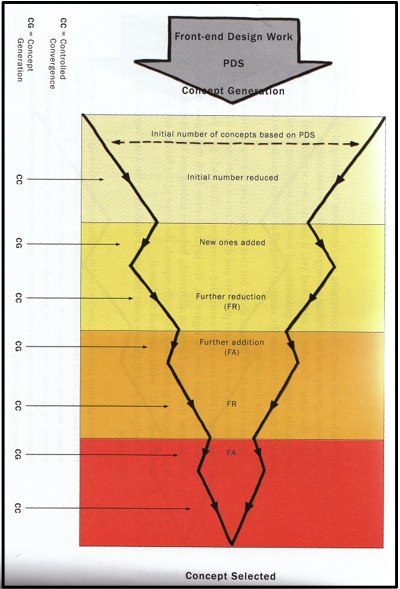 Front-end Design Work
PDS
Concept Generation
CC = Controlled
Convergence
CG = Concept
Generation
Initial number of concepts based on PDS
CC
Initial number reduced
CG
New ones added
CC
Further reduction
(FR)
CG
Further addition
(FA)
CC
FR
CG
FA
CC
Concept Selected